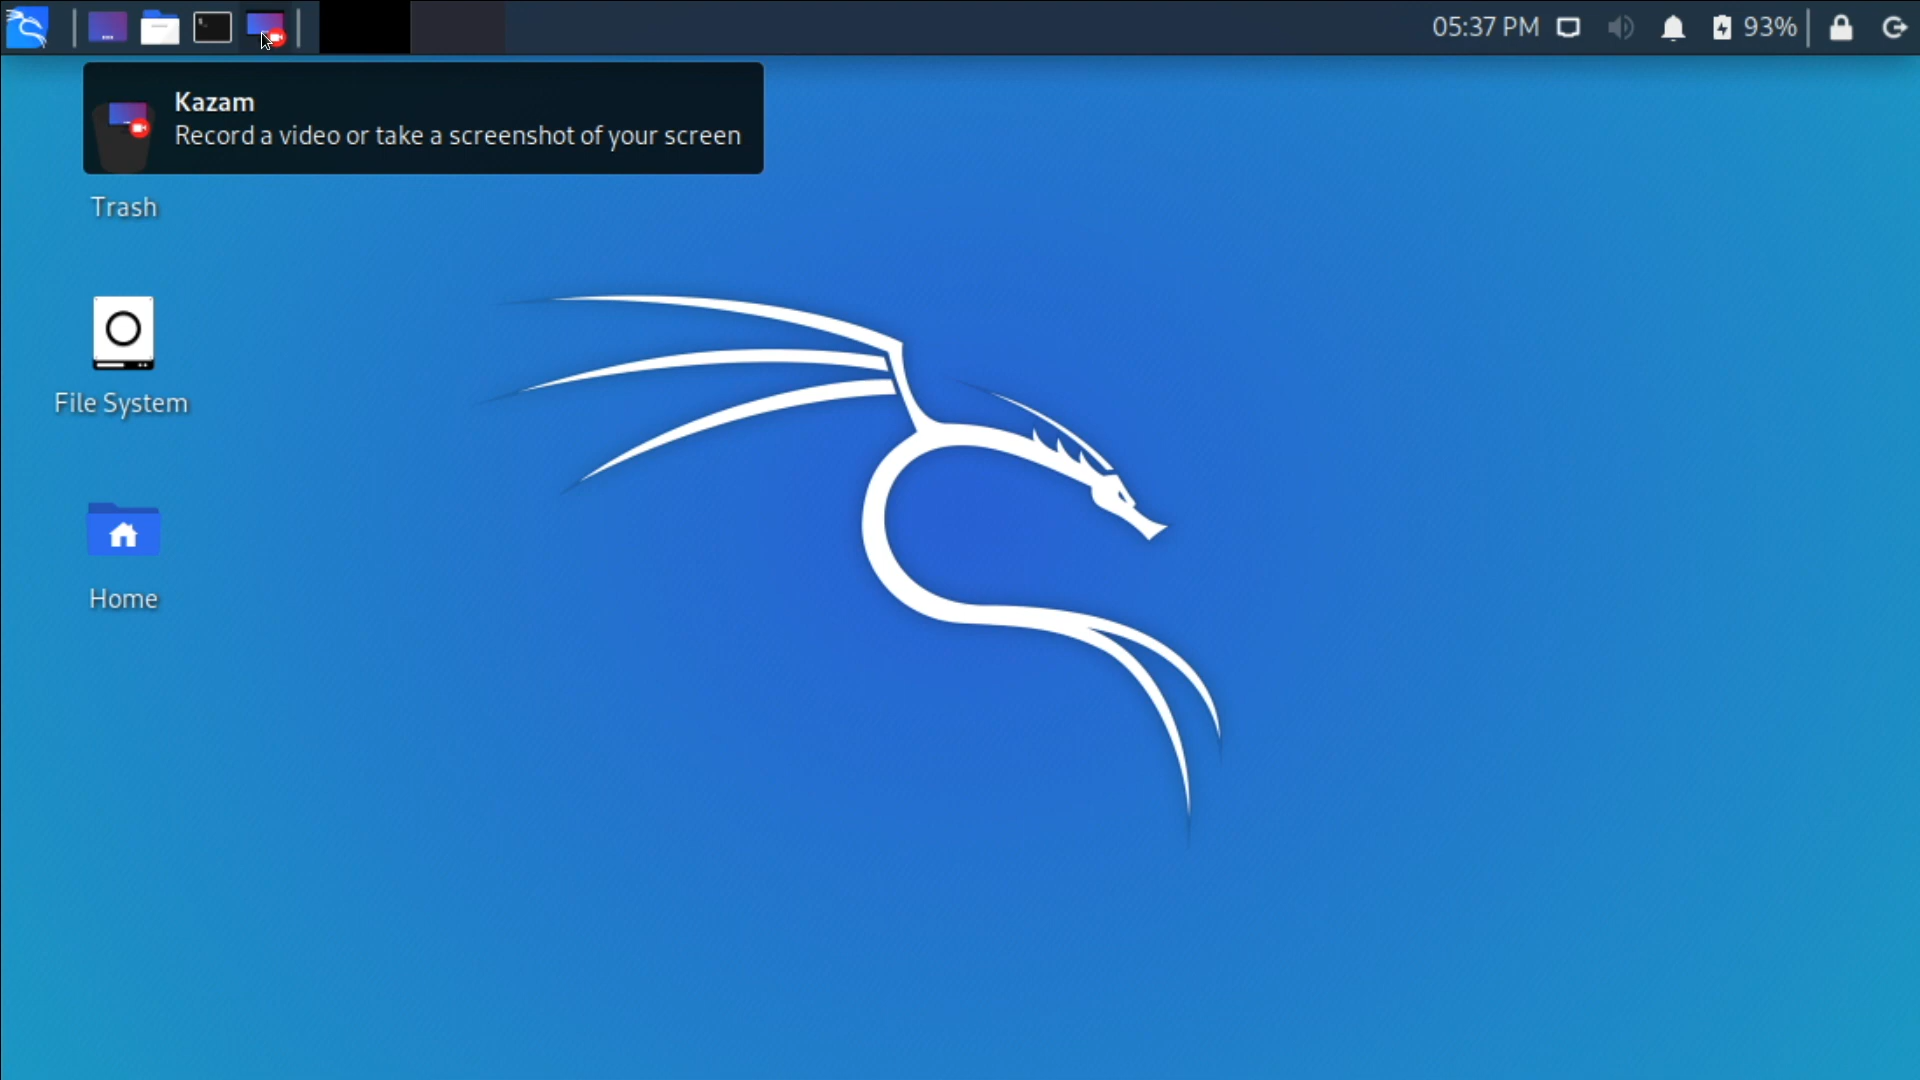 05:37 PM 93%
Kazam
Record a video or take a screenshot of your screen
Trash
File System
Home